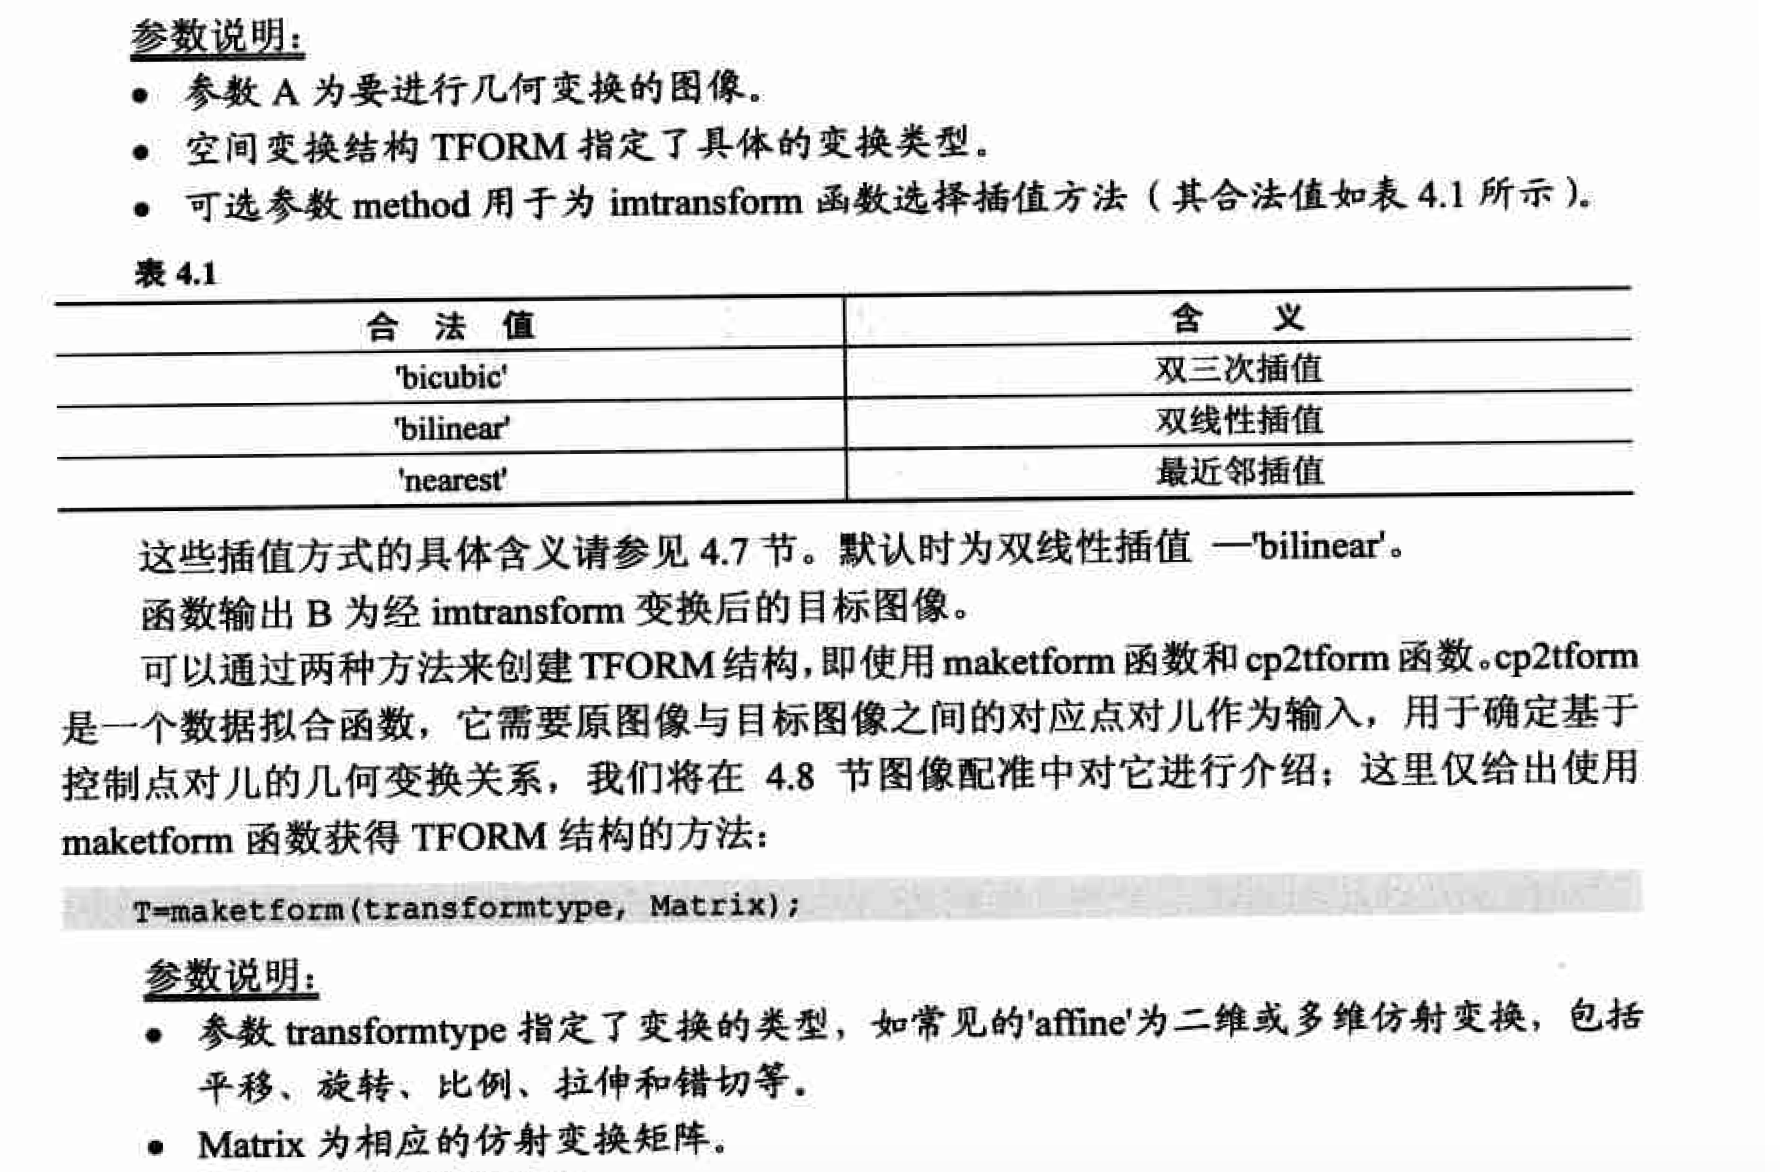 参数说明：
● 参数 A 为要进行几何变换的图像。
● 空间变换结构 TFORM 指定了具体的变换类型。
● 可选参数 method 用于为 imtransform 函数选择插值方法（其合法值如表 4.1 所示）。
表 4.1
合 法 值 含 义
'bicubic' 双三次插值
'bilinear' 双线性插值
'nearest' 最近邻插值
这些插值方式的具体含义请参见 4.7 节。默认时为双线性插值 —'bilinear'。
函数输出 B 为经 imtransform 变换后的目标图像。
可以通过两种方法来创建 TFORM 结构，即使用 maketform 函数和 cp2tform 函数。cp2tform
是一个数据拟合函数，它需要原图像与目标图像之间的对应点对儿作为输入，用于确定基于
控制点对儿的几何变换关系，我们将在 4.8 节图像配准中对它进行介绍；这里仅给出使用
maketform 函数获得 TFORM 结构的方法：
T=maketform(transformtype, Matrix);
参数说明：
● 参数 transformtype 指定了变换的类型，如常见的'affine'为二维或多维仿射变换，包括
平移、旋转、比例、拉伸和错切等。
● Matrix 为相应的仿射变换矩阵。